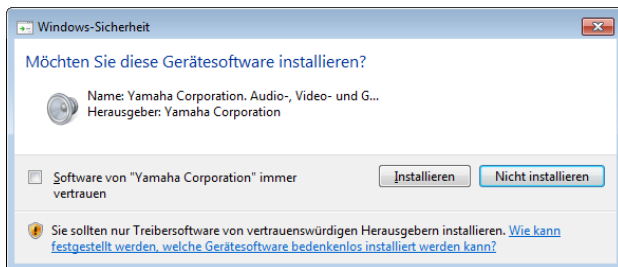 Windows-Sicherheit
Möchten Sie diese Gerätesoftware installieren?
Name: Yamaha Corporation. Audio-, Video- und G...
Herausgeber: Yamaha Corporation
Software von "Yamaha Corporation" immer
vertrauen
Installieren
Nicht installieren
Sie sollten nur Treibersoftware von vertrauenswürdigen Herausgebern installieren. Wie kann
festgestellt werden, welche Gerätesoftware bedenkenlos installiert werden kann?